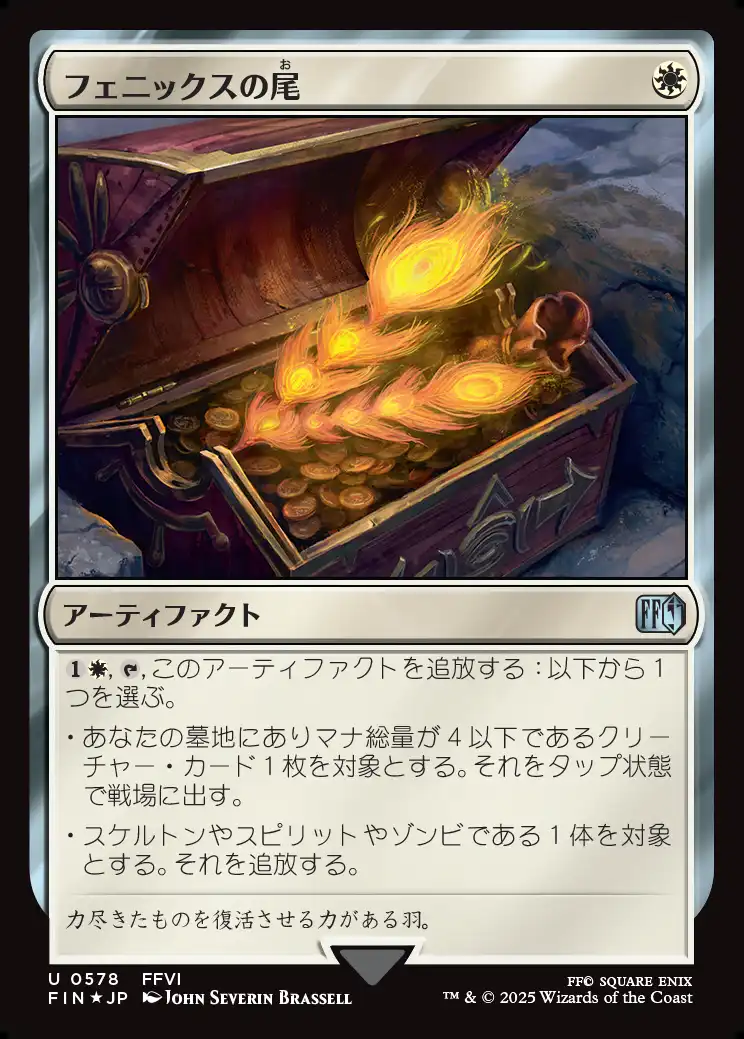 フェニックスの尾
お
アーティファクト
FF
1 , ,このアーティファクトを追放する:以下から1
つを選ぶ。
・あなたの墓地にありマナ総量が4以下であるクリー
チャー・カード1枚を対象とする。それをタップ状態
で戦場に出す。
・スケルトンやスピリットやゾンビである1体を対象
とする。それを追放する。
力尽きたものを復活させる力がある羽。
U 0578 FFVI
FIN★JP John Severin Brassell
FF© SQUARE ENIX
™ & © 2025 Wizards of the Coast